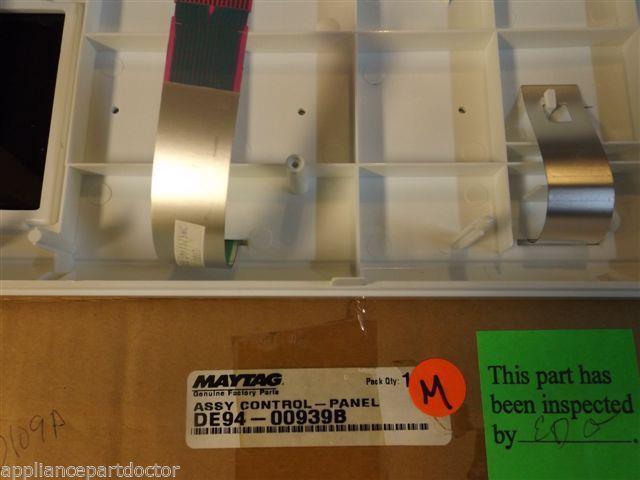 MAYTAG
Genuine Factory Parts
Pack Qty: 1
ASSY CONTROL-PANEL
DE94-00939B
M
This part has
been inspected
by
109A
appliancepartdoctor